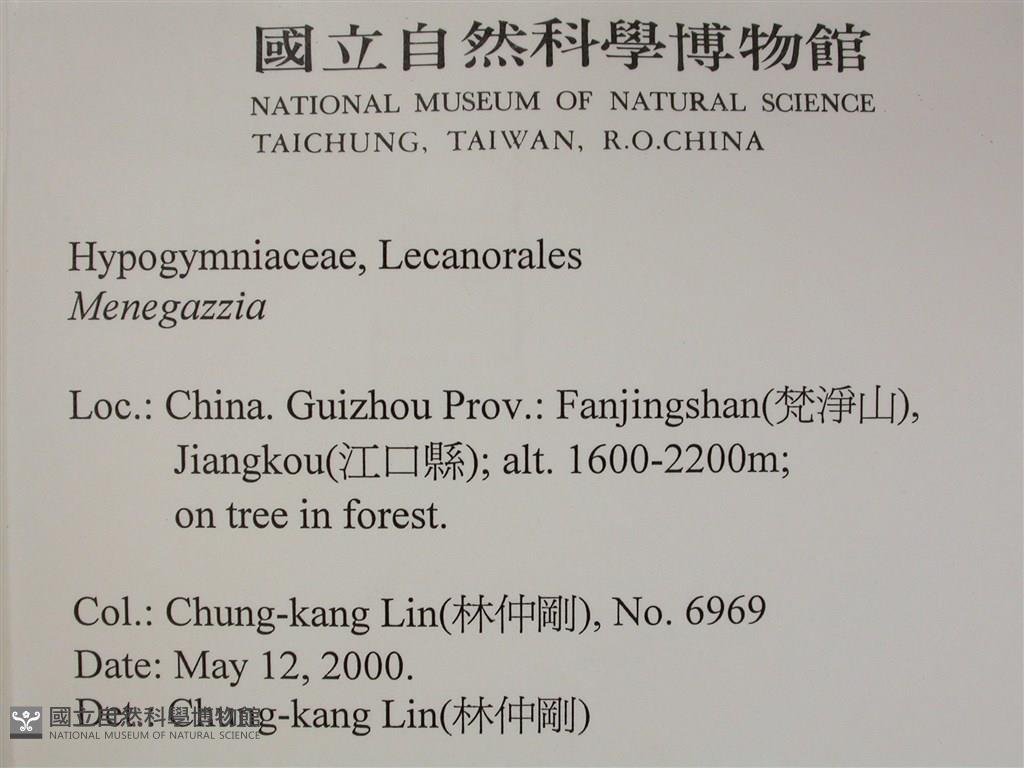 國立自然科學博物館
NATIONAL MUSEUM OF NATURAL SCIENCE
TAICHUNG, TAIWAN, R.O.CHINA
Hypogymniaceae, Lecanorales
Menegazzia
Loc.: China. Guizhou Prov.: Fanjingshan(梵淨山),
Jiangkou(江口縣); alt. 1600-2200m;
on tree in forest.
Col.: Chung-kang Lin(林仲剛), No. 6969
Date: May 12, 2000.
Det.: Chung-kang Lin(林仲剛)
國立自然科學博物館
NATIONAL MUSEUM OF NATURAL SCIENCE